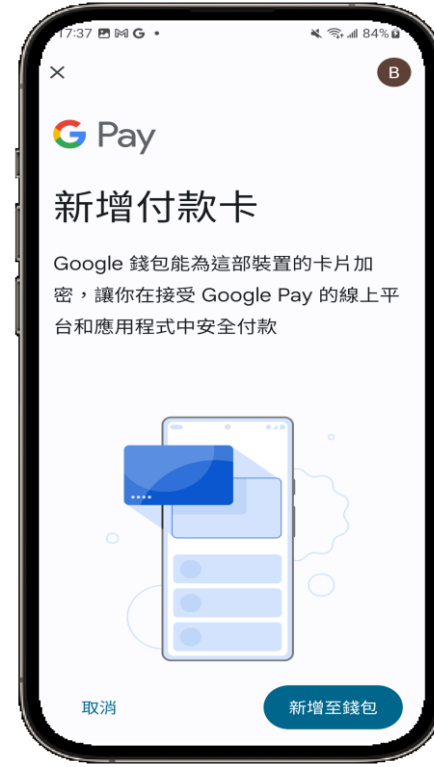 17:37 G
84%
B
G Pay
新增付款卡
Google 錢包能為這部裝置的卡片加
密，讓你在接受 Google Pay 的線上平
台和應用程式中安全付款
取消
新增至錢包